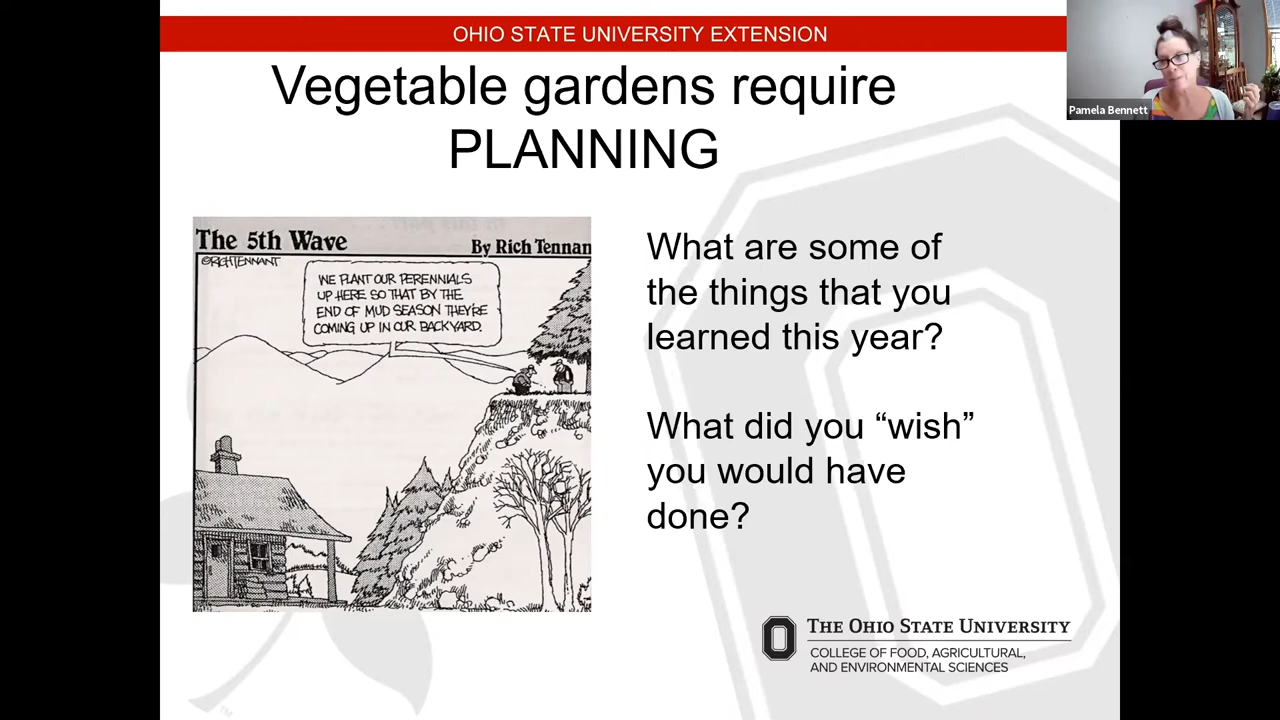 OHIO STATE UNIVERSITY EXTENSION
Vegetable gardens require
PLANNING
Pamela Bennett
The 5th Wave
By Rich Tennan
©RICHTENNANT
WE PLANT OUR PERENNIALS
UP HERE SO THAT BY THE
END OF MUD SEASON THEY'RE
COMING UP IN OUR BACKYARD.
What are some of
the things that you
learned this year?
What did you “wish”
you would have
done?
THE OHIO STATE UNIVERSITY
COLLEGE OF FOOD, AGRICULTURAL,
AND ENVIRONMENTAL SCIENCES
TM